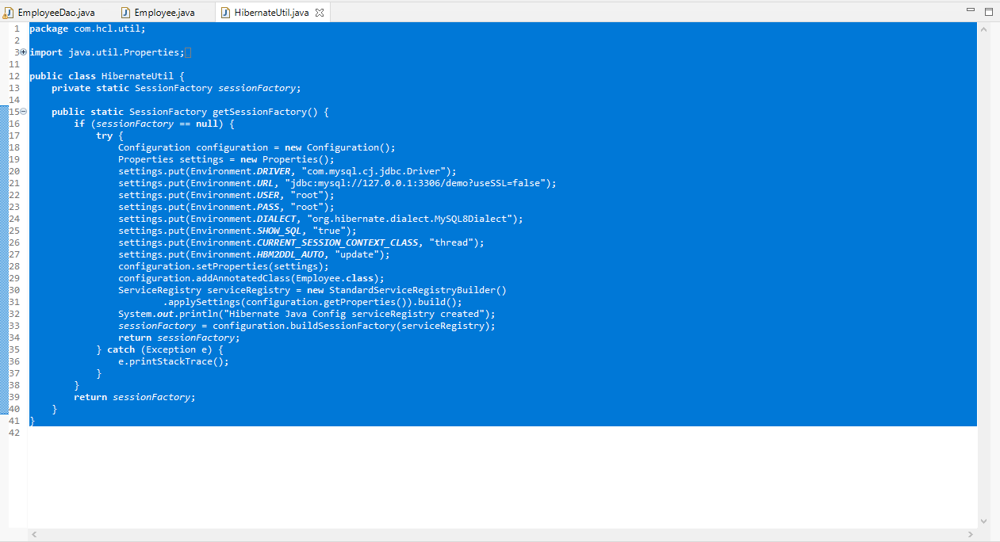 EmployeeDao.java Employee.java HibernateUtil.java
1 package com.hcl.util;
2
3 import java.util.Properties;
11
12 public class HibernateUtil {
13     private static SessionFactory sessionFactory;
14
15     public static SessionFactory getSessionFactory() {
16         if (sessionFactory == null) {
17             try {
18                 Configuration configuration = new Configuration();
19                 Properties settings = new Properties();
20                 settings.put(Environment.DRIVER, "com.mysql.cj.jdbc.Driver");
21                 settings.put(Environment.URL, "jdbc:mysql://127.0.0.1:3306/demo?useSSL=false");
22                 settings.put(Environment.USER, "root");
23                 settings.put(Environment.PASS, "root");
24                 settings.put(Environment.DIALECT, "org.hibernate.dialect.MySQL8Dialect");
25                 settings.put(Environment.SHOW_SQL, "true");
26                 settings.put(Environment.CURRENT_SESSION_CONTEXT_CLASS, "thread");
27                 settings.put(Environment.HBM2DDL_AUTO, "update");
28                 configuration.setProperties(settings);
29                 configuration.addAnnotatedClass(Employee.class);
30                 ServiceRegistry serviceRegistry = new StandardServiceRegistryBuilder()
31                         .applySettings(configuration.getProperties()).build();
32                 System.out.println("Hibernate Java Config serviceRegistry created");
33                 sessionFactory = configuration.buildSessionFactory(serviceRegistry);
34                 return sessionFactory;
35             } catch (Exception e) {
36                 e.printStackTrace();
37             }
38         }
39         return sessionFactory;
40     }
41 }
42